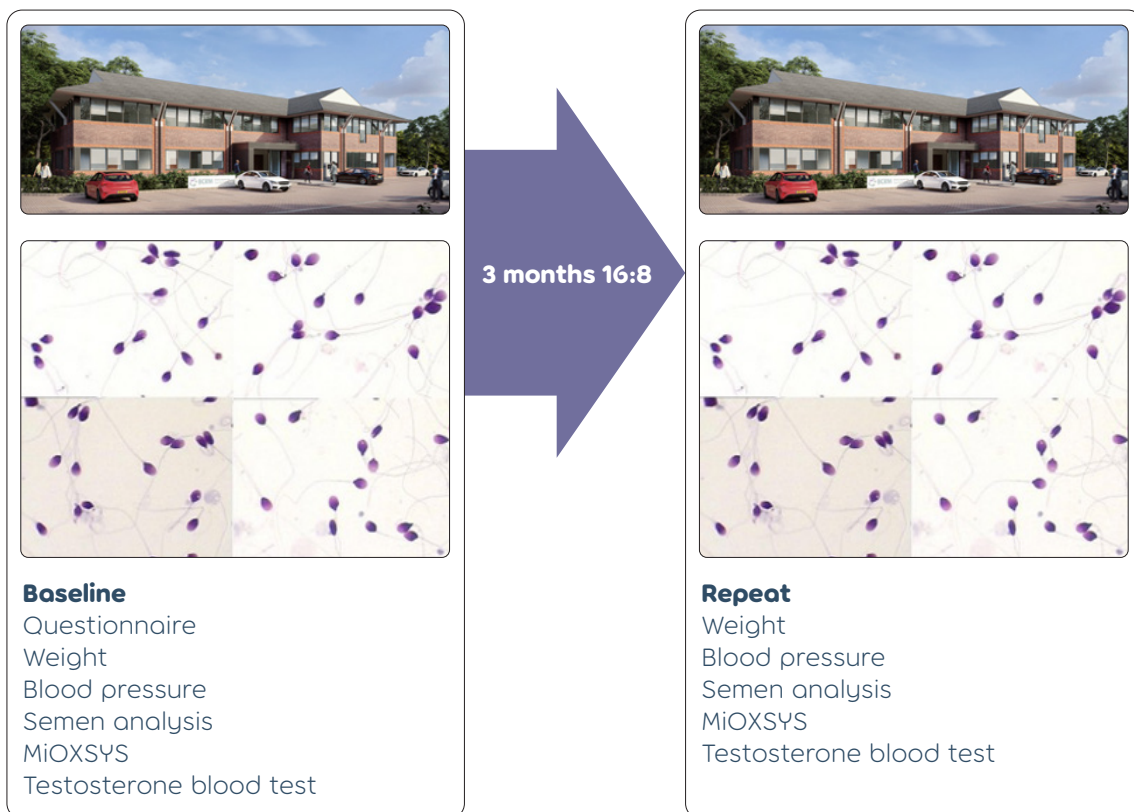 3 months 16:8
Baseline
Questionnaire
Weight
Blood pressure
Semen analysis
MiOXSYS
Testosterone blood test
Repeat
Weight
Blood pressure
Semen analysis
MiOXSYS
Testosterone blood test